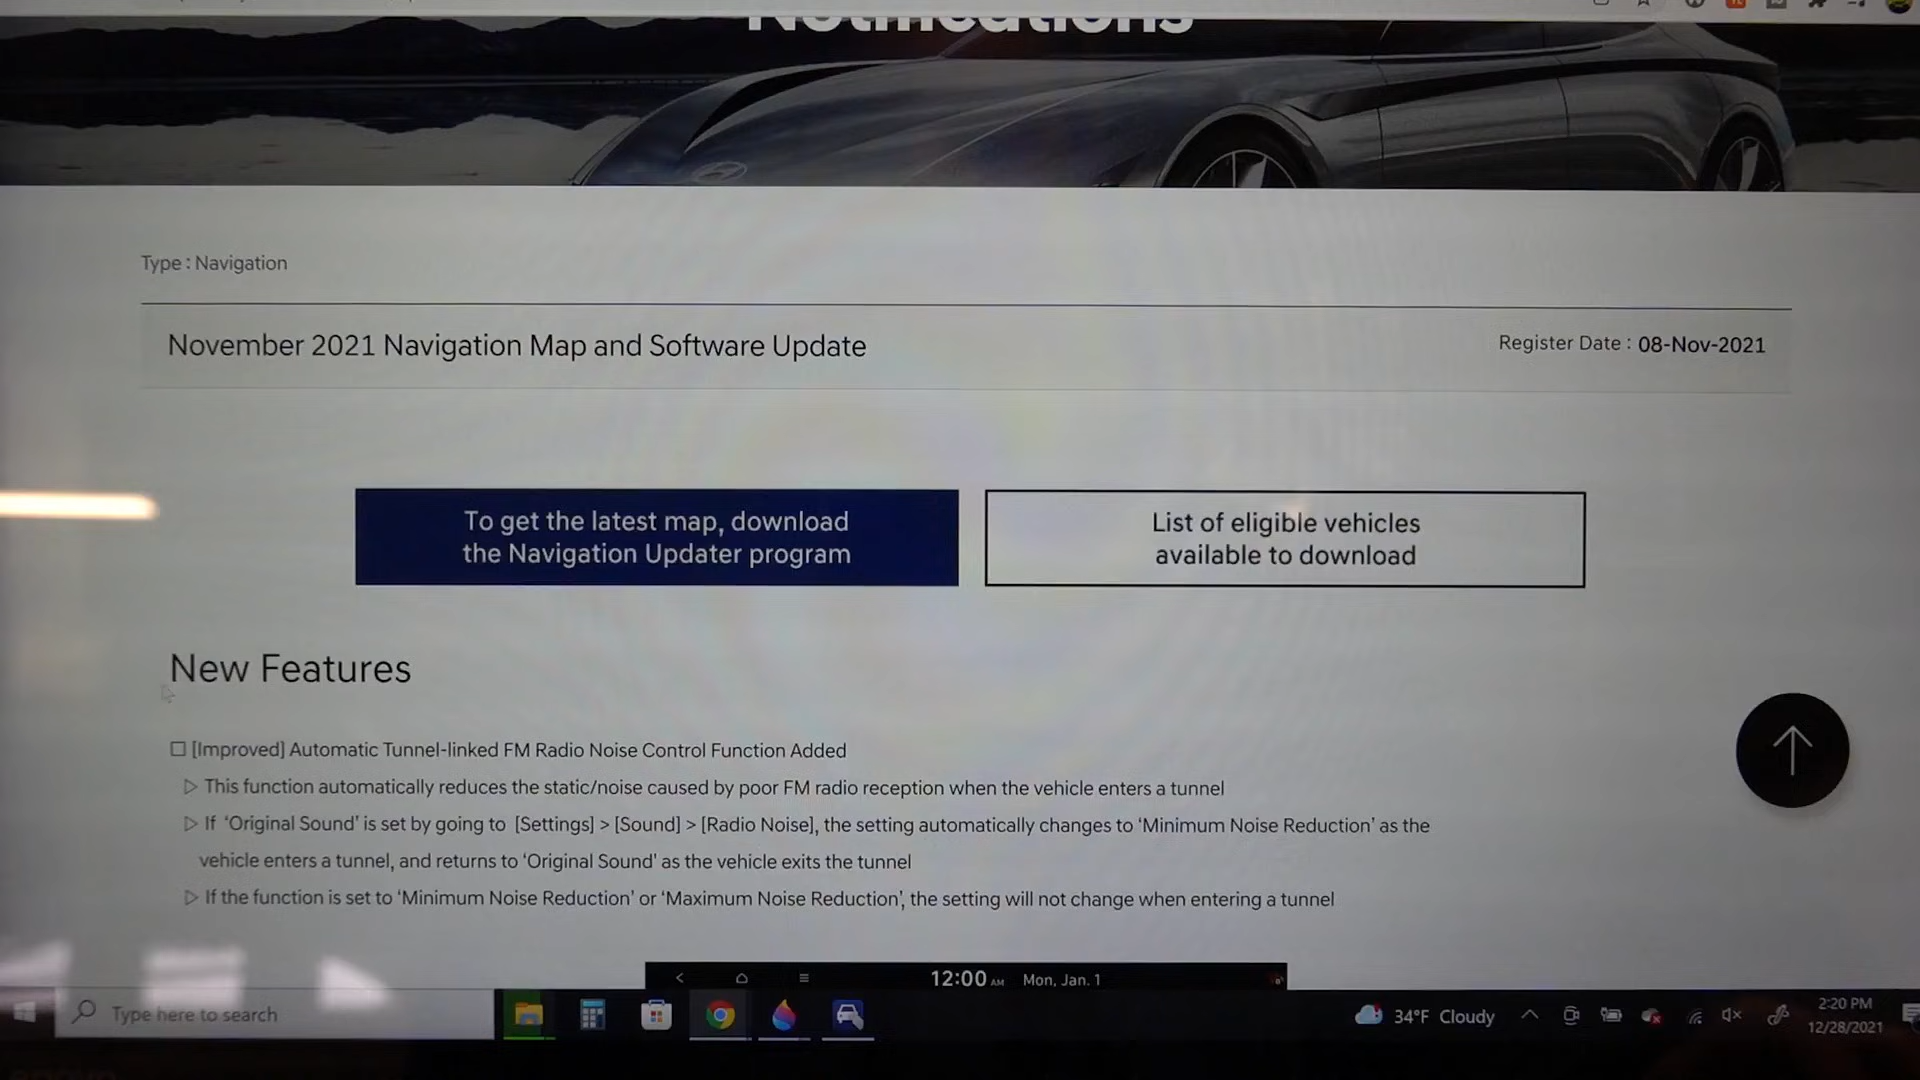 Notifications
Type : Navigation
November 2021 Navigation Map and Software Update
Register Date : 08-Nov-2021
To get the latest map, download
the Navigation Updater program
List of eligible vehicles
available to download
New Features
☐ [Improved] Automatic Tunnel-linked FM Radio Noise Control Function Added
▷ This function automatically reduces the static/noise caused by poor FM radio reception when the vehicle enters a tunnel
▷ If ‘Original Sound’ is set by going to [Settings] > [Sound] > [Radio Noise], the setting automatically changes to ‘Minimum Noise Reduction’ as the
vehicle enters a tunnel, and returns to ‘Original Sound’ as the vehicle exits the tunnel
▷ If the function is set to ‘Minimum Noise Reduction’ or ‘Maximum Noise Reduction’, the setting will not change when entering a tunnel
12:00 AM Mon, Jan. 1
Type here to search
34°F Cloudy
2:20 PM
12/28/2021